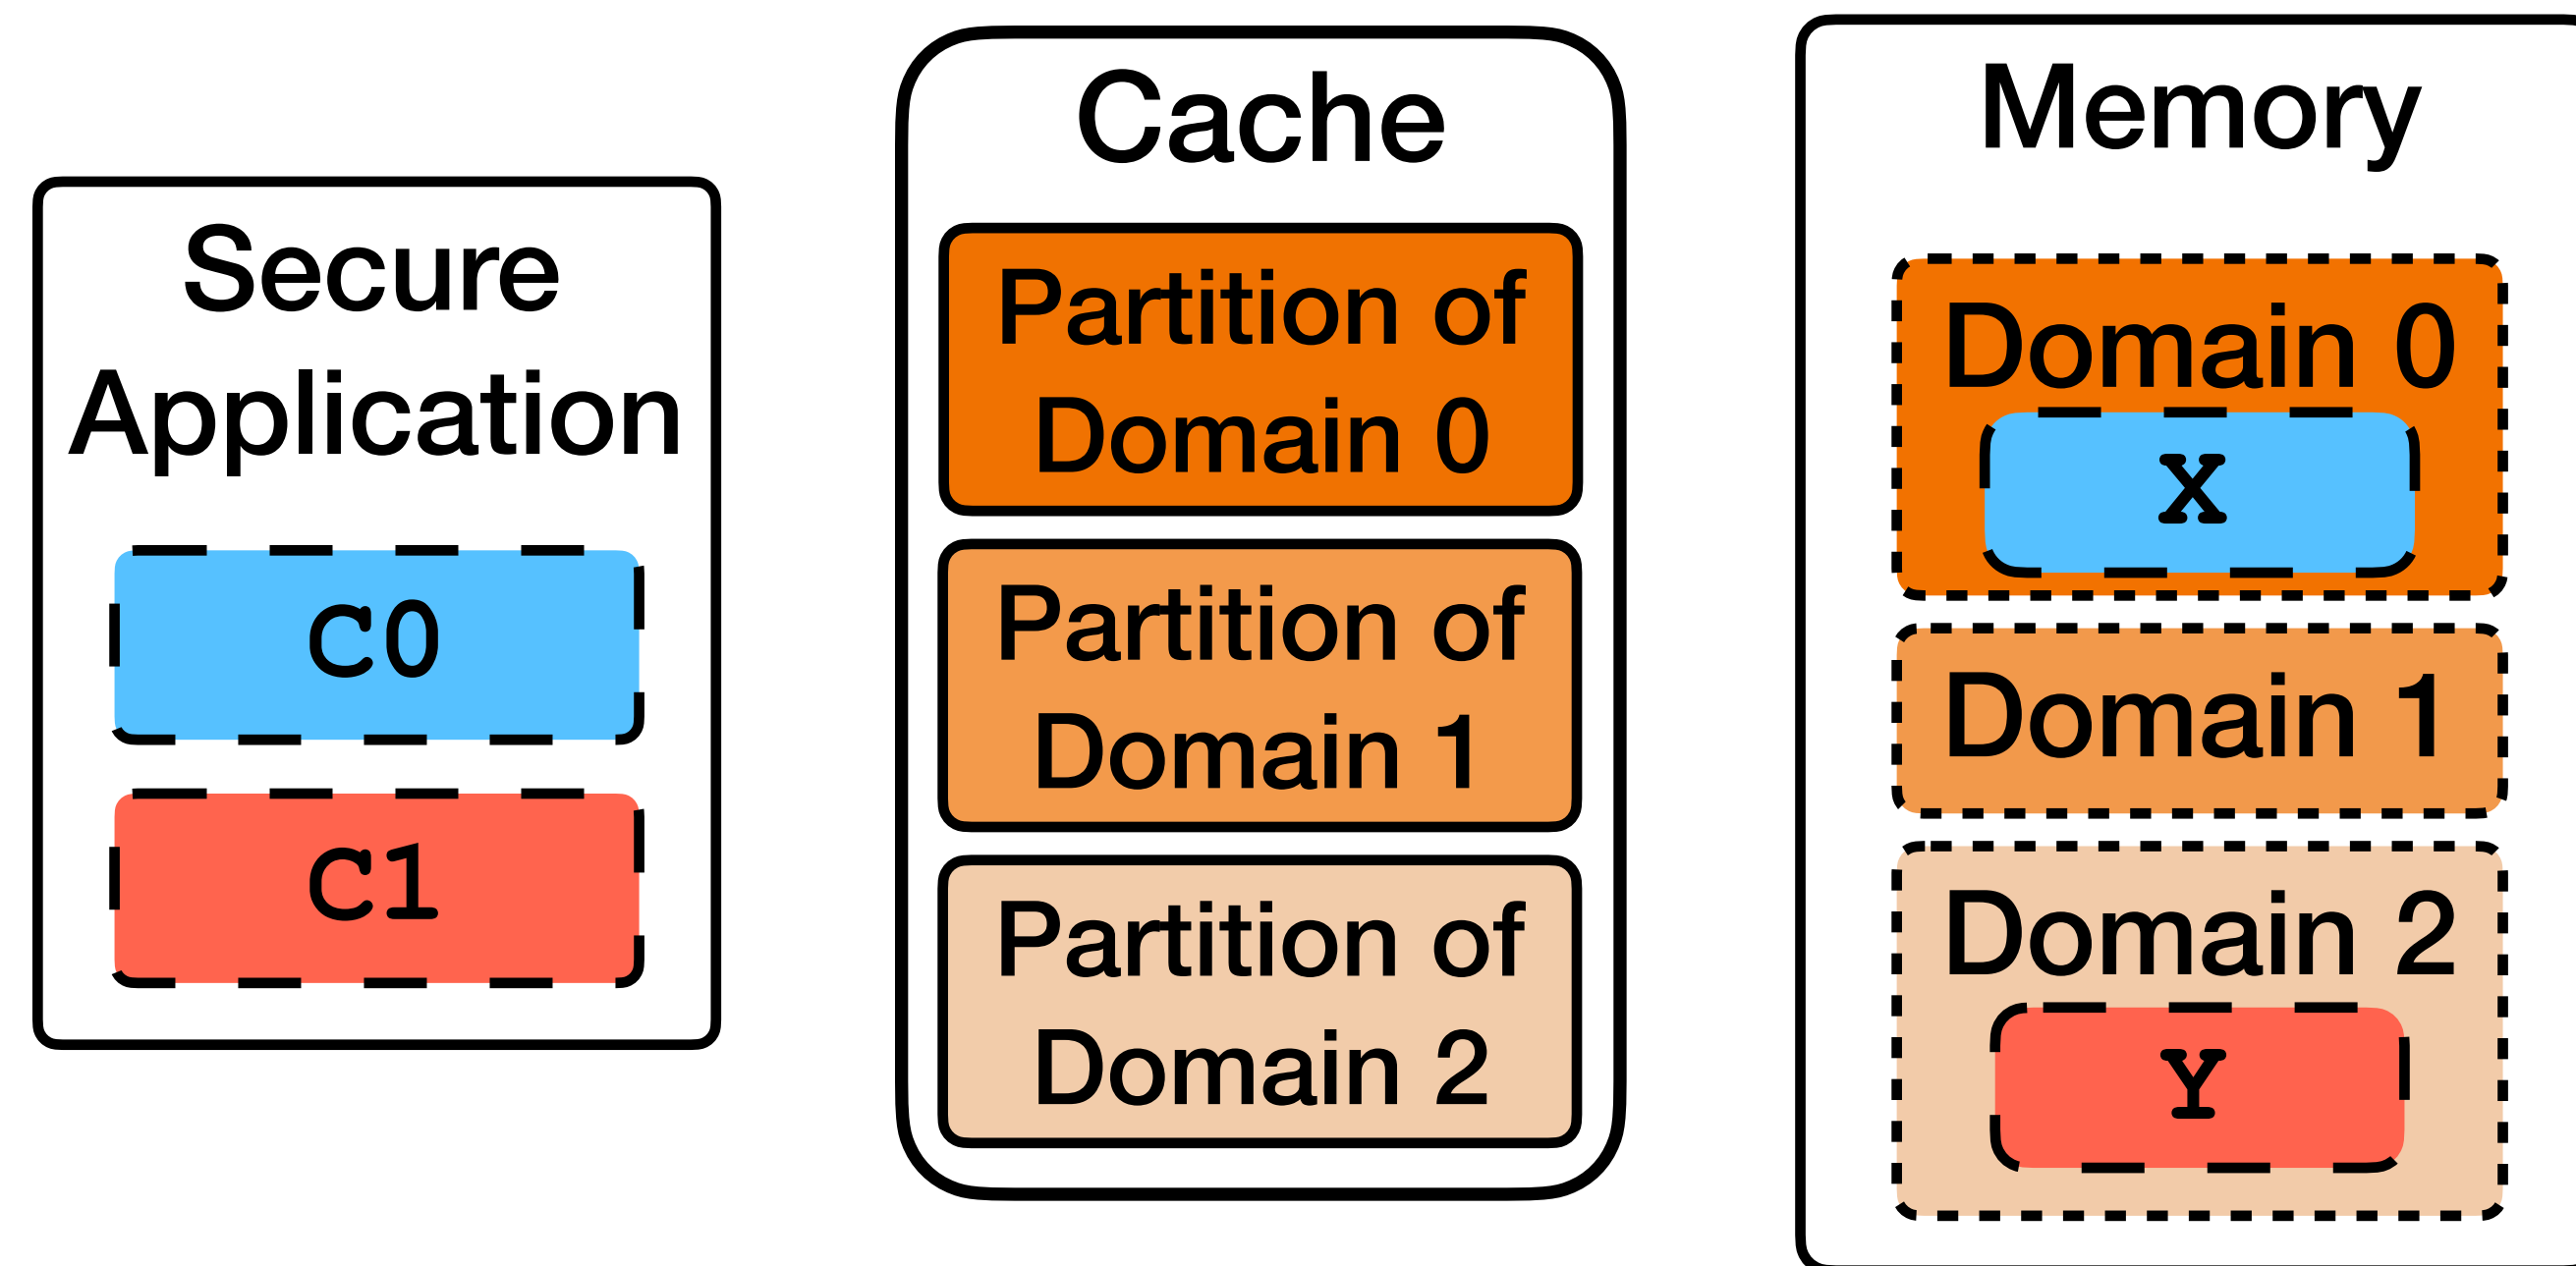 Secure
Application
C0
C1
Cache
Partition of
Domain 0
Partition of
Domain 1
Partition of
Domain 2
Memory
Domain 0
X
Domain 1
Domain 2
Y